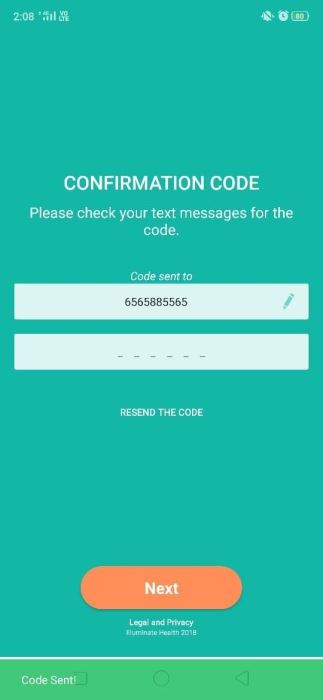 2:08 4G VO LTE 80
CONFIRMATION CODE
Please check your text messages for the
code.
Code sent to
6565885565
_ _ _ _ _ _
RESEND THE CODE
Next
Legal and Privacy
Illuminate Health 2018
Code Sent!